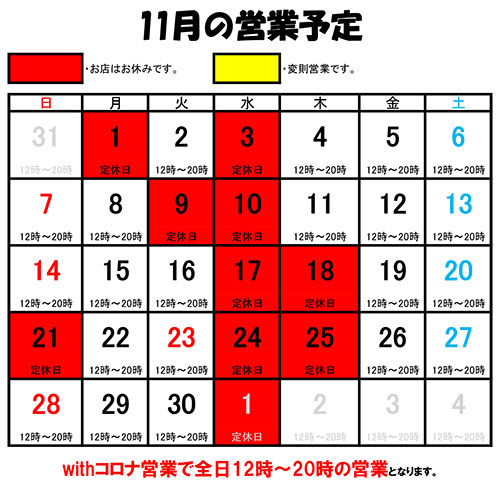 11月の営業予定
・お店はお休みです。 ・変則営業です。
日 月 火 水 木 金 土
31 1 2 3 4 5 6
12時～20時 定休日 12時～20時 定休日 12時～20時 12時～20時 12時～20時
7 8 9 10 11 12 13
12時～20時 12時～20時 定休日 定休日 12時～20時 12時～20時 12時～20時
14 15 16 17 18 19 20
12時～20時 12時～20時 12時～20時 定休日 定休日 12時～20時 12時～20時
21 22 23 24 25 26 27
定休日 12時～20時 12時～20時 定休日 定休日 12時～20時 12時～20時
28 29 30 1 2 3 4
12時～20時 12時～20時 12時～20時 定休日 12時～20時 12時～20時 12時～20時
withコロナ営業で全日12時～20時の営業となります。